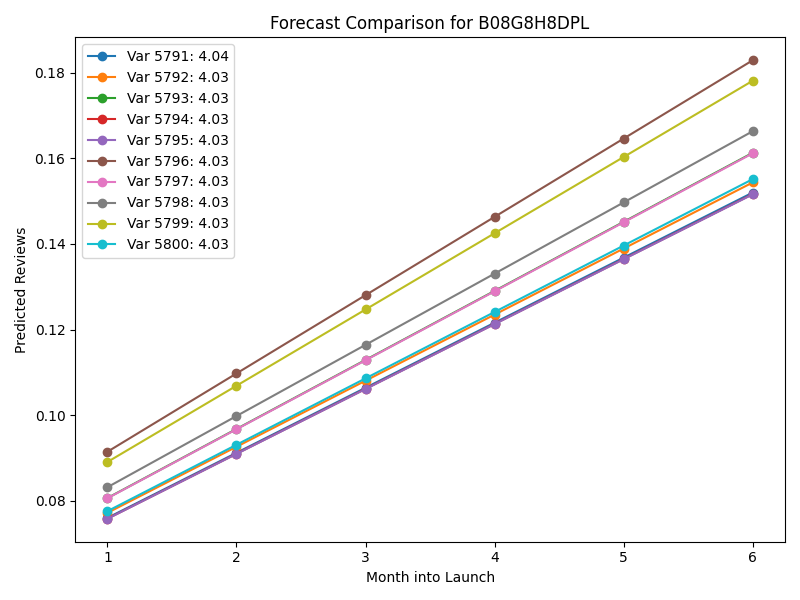 Forecast Comparison for B08G8H8DPL
Var 5791: 4.04
Var 5792: 4.03
Var 5793: 4.03
Var 5794: 4.03
Var 5795: 4.03
Var 5796: 4.03
Var 5797: 4.03
Var 5798: 4.03
Var 5799: 4.03
Var 5800: 4.03
Predicted Reviews
0.18
0.16
0.14
0.12
0.10
0.08
1 2 3 4 5 6
Month into Launch